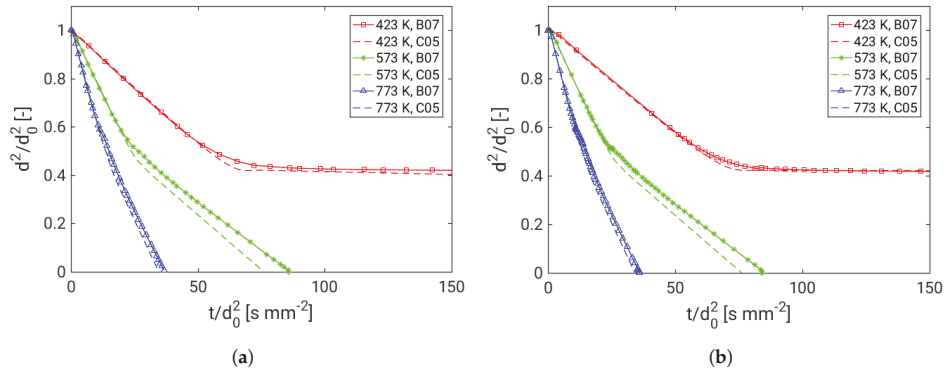 1
0.8
0.6
0.4
0.2
0
d²/d₀² [-]
0 50 100 150
t/d₀² [s mm⁻²]
423 K, B07
423 K, C05
573 K, B07
573 K, C05
773 K, B07
773 K, C05
(a)
1
0.8
0.6
0.4
0.2
0
d²/d₀² [-]
0 50 100 150
t/d₀² [s mm⁻²]
423 K, B07
423 K, C05
573 K, B07
573 K, C05
773 K, B07
773 K, C05
(b)